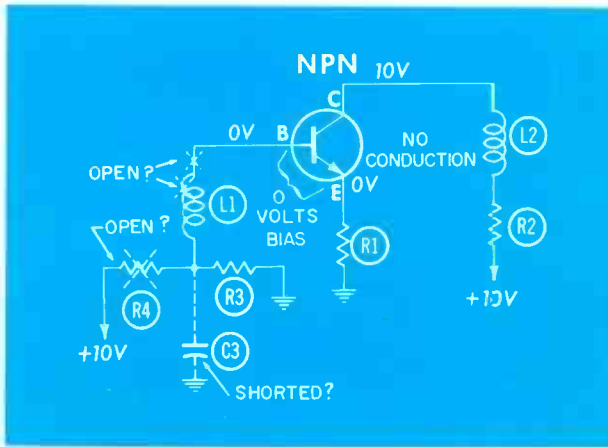 NPN
10V
C
B
0V
NO
CONDUCTION
L2
OPEN?
E
0V
0
VOLTS
BIAS
L1
OPEN?
R1
R2
R4
R3
+10V
+10V
C3
SHORTED?